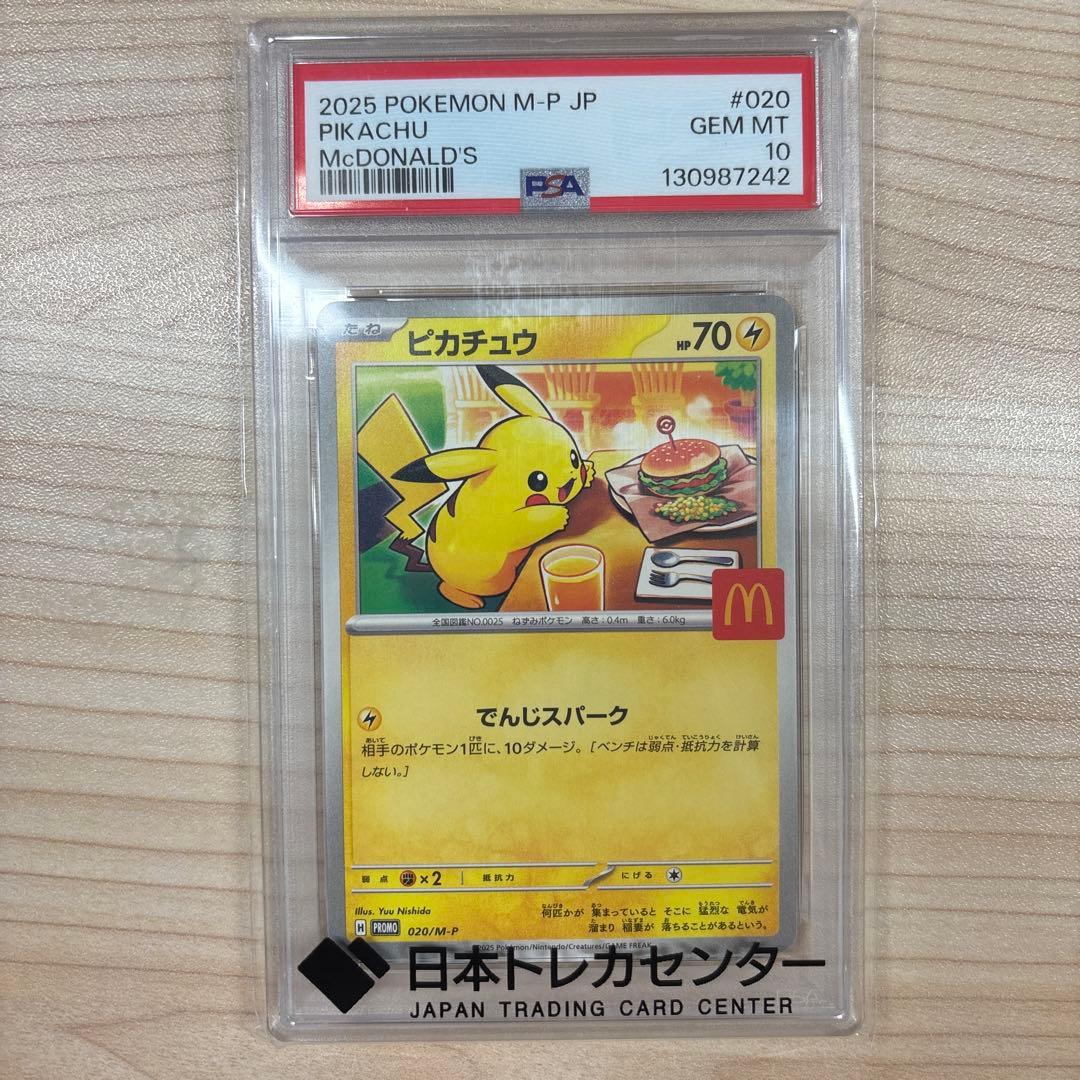 2025 POKEMON M-P JP #020
PIKACHU GEM MT
McDONALD'S 10
PSA 130987242
たね ピカチュウ HP70
全国図鑑NO.0025 ねずみポケモン 高さ:0.4m 重さ:6.0kg
でんじスパーク
相手のポケモン1匹に、10ダメージ。[ベンチは弱点・抵抗力を計算
しない。]
弱点 ×2 抵抗力 にげる
Illus. Yuu Nishida
何匹かが 集まっていると そこに 猛烈な 電気が
溜まり 稲妻が 落ちることがあるという。
H PROMO 020/M-P
©2025 Pokémon/Nintendo/Creatures/GAME FREAK
日本トレカセンター
JAPAN TRADING CARD CENTER